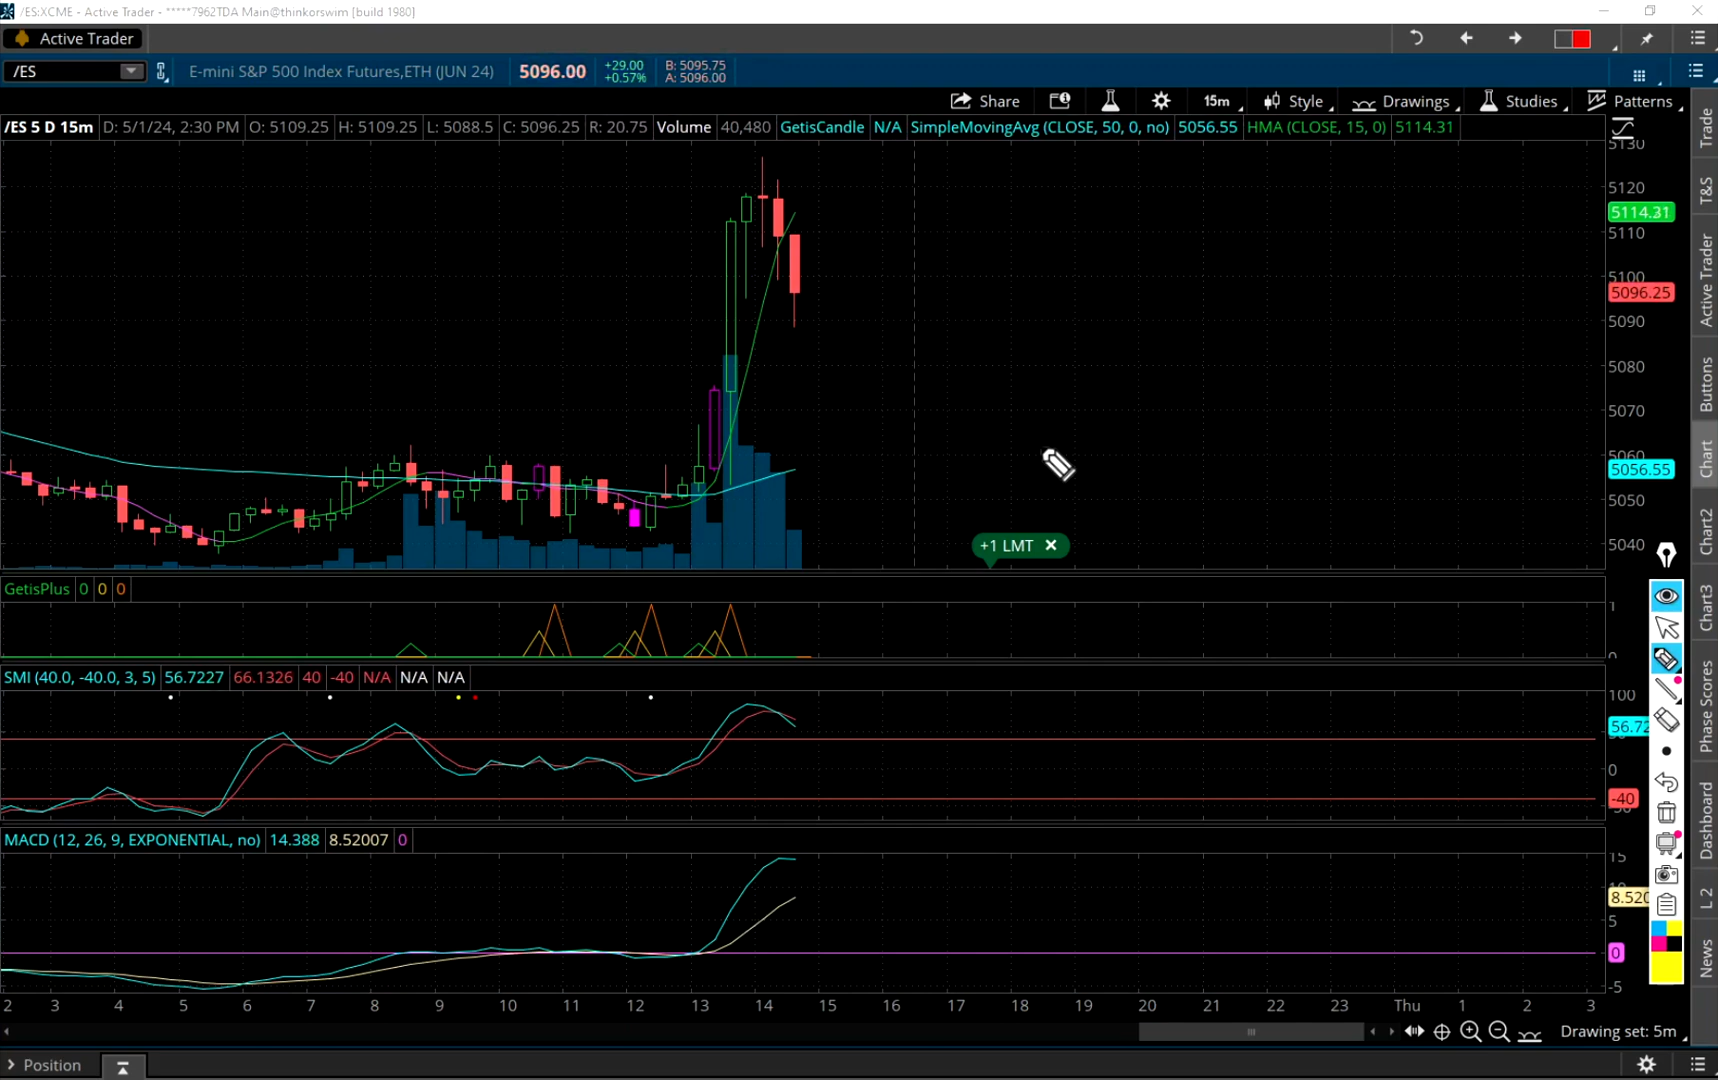 /ES:XCME - Active Trader - *****7962TDA Main@thinkorswim [build 1980]
Active Trader
/ES E-mini S&P 500 Index Futures,ETH (JUN 24) 5096.00 +29.00 +0.57% B: 5095.75 A: 5096.00
Share 15m Style Drawings Studies Patterns
/ES 5 D 15m D: 5/1/24, 2:30 PM O: 5109.25 H: 5109.25 L: 5088.5 C: 5096.25 R: 20.75 Volume 40,480 GetisCandle N/A SimpleMovingAvg (CLOSE, 50, 0, no) 5056.55 HMA (CLOSE, 15, 0) 5114.31
5130
5120
5114.31
5110
5100
5096.25
5090
5080
5070
5060
5056.55
5050
5040
+1 LMT
GetisPlus 0 0 0
1
0
SMI (40.0, -40.0, 3, 5) 56.7227 66.1326 40 -40 N/A N/A N/A
100
56.72
0
-40
MACD (12, 26, 9, EXPONENTIAL, no) 14.388 8.52007 0
15
8.520
5
0
-5
2 3 4 5 6 7 8 9 10 11 12 13 14 15 16 17 18 19 20 21 22 23 Thu 1 2 3
Drawing set: 5m
Position
Trade
T&S
Active Trader
Buttons
Chart
Chart2
Chart3
Phase Scores
Dashboard
L 2
News